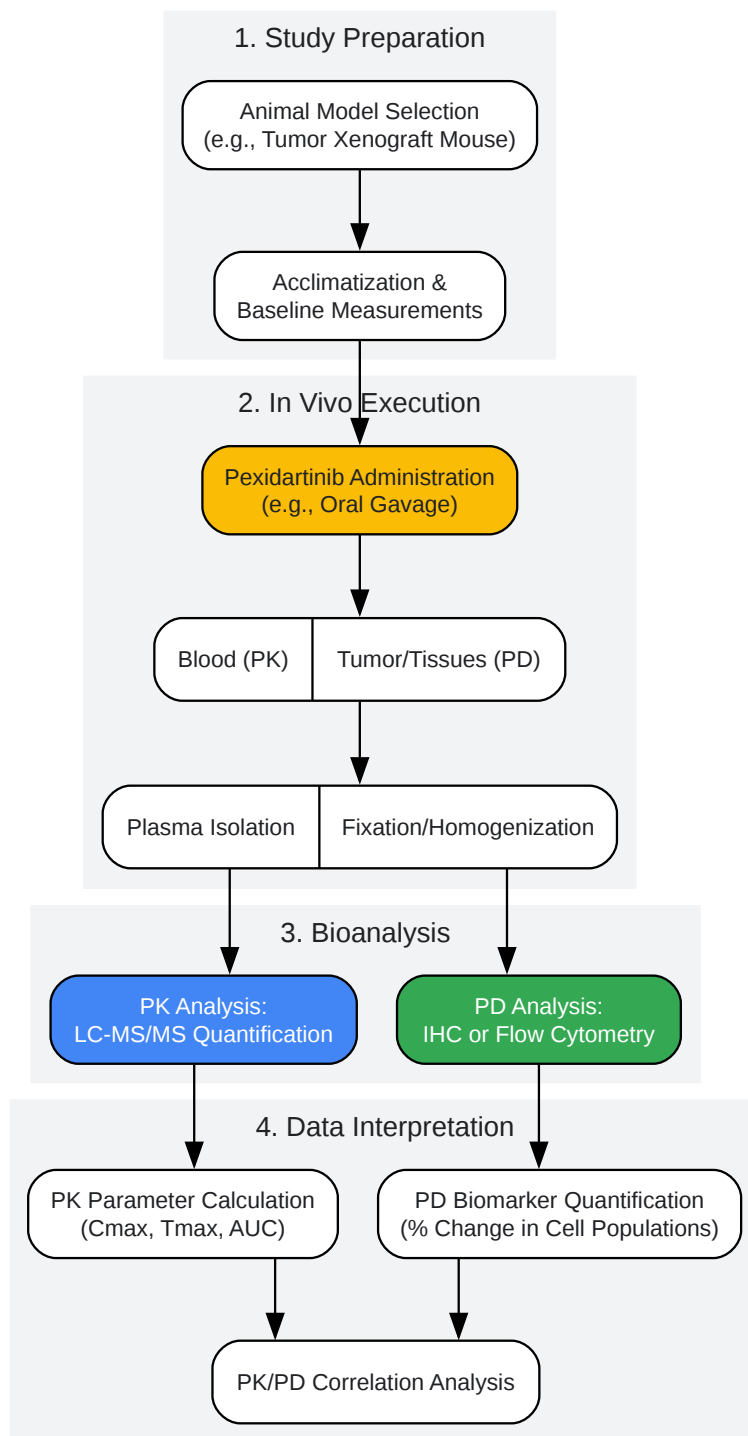 1. Study Preparation
Animal Model Selection
(e.g., Tumor Xenograft Mouse)
Acclimatization &
Baseline Measurements
2. In Vivo Execution
Pexidartinib Administration
(e.g., Oral Gavage)
Blood (PK)
Tumor/Tissues (PD)
Plasma Isolation
Fixation/Homogenization
3. Bioanalysis
PK Analysis:
LC-MS/MS Quantification
PD Analysis:
IHC or Flow Cytometry
4. Data Interpretation
PK Parameter Calculation
(Cmax, Tmax, AUC)
PD Biomarker Quantification
(% Change in Cell Populations)
PK/PD Correlation Analysis